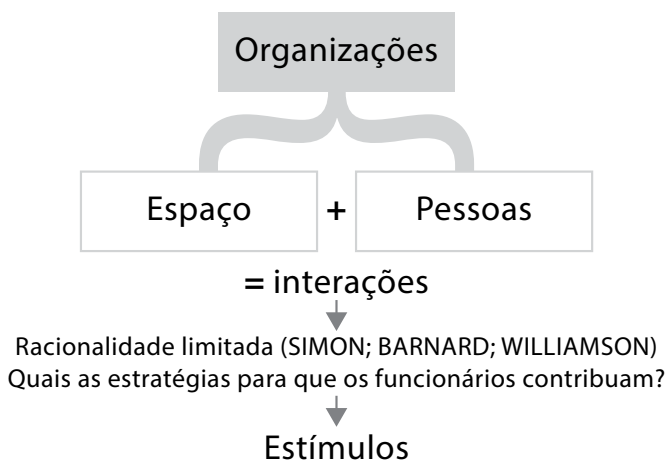 Organizações
Espaço + Pessoas
= interações
Racionalidade limitada (SIMON; BARNARD; WILLIAMSON)
Quais as estratégias para que os funcionários contribuam?
Estímulos